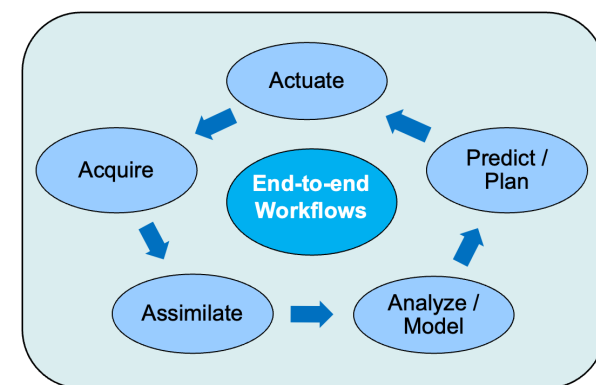 Actuate
Acquire
End-to-end
Workflows
Predict /
Plan
Assimilate
Analyze /
Model